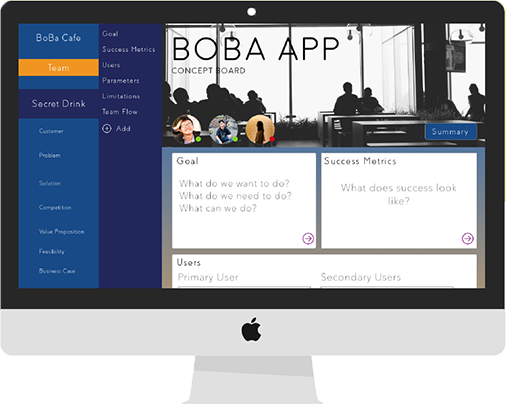 BoBa Cafe
Team
Secret Drink
Customer
Problem
Solution
Competition
Value Proposition
Feasibility
Business Case
Goal
Success Metrics
Users
Parameters
Limitations
Team Flow
Add
BOBA APP
CONCEPT BOARD
Summary
Goal
What do we want to do?
What do we need to do?
What can we do?
Success Metrics
What does success look
like?
Users
Primary User
Secondary Users